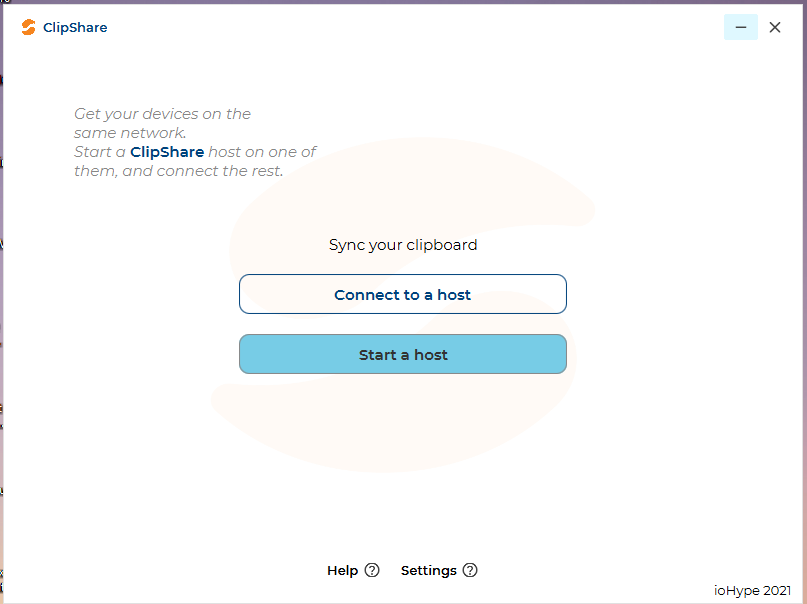 ClipShare
Get your devices on the
same network.
Start a ClipShare host on one of
them, and connect the rest.
Sync your clipboard
Connect to a host
Start a host
Help ?
Settings ?
ioHype 2021